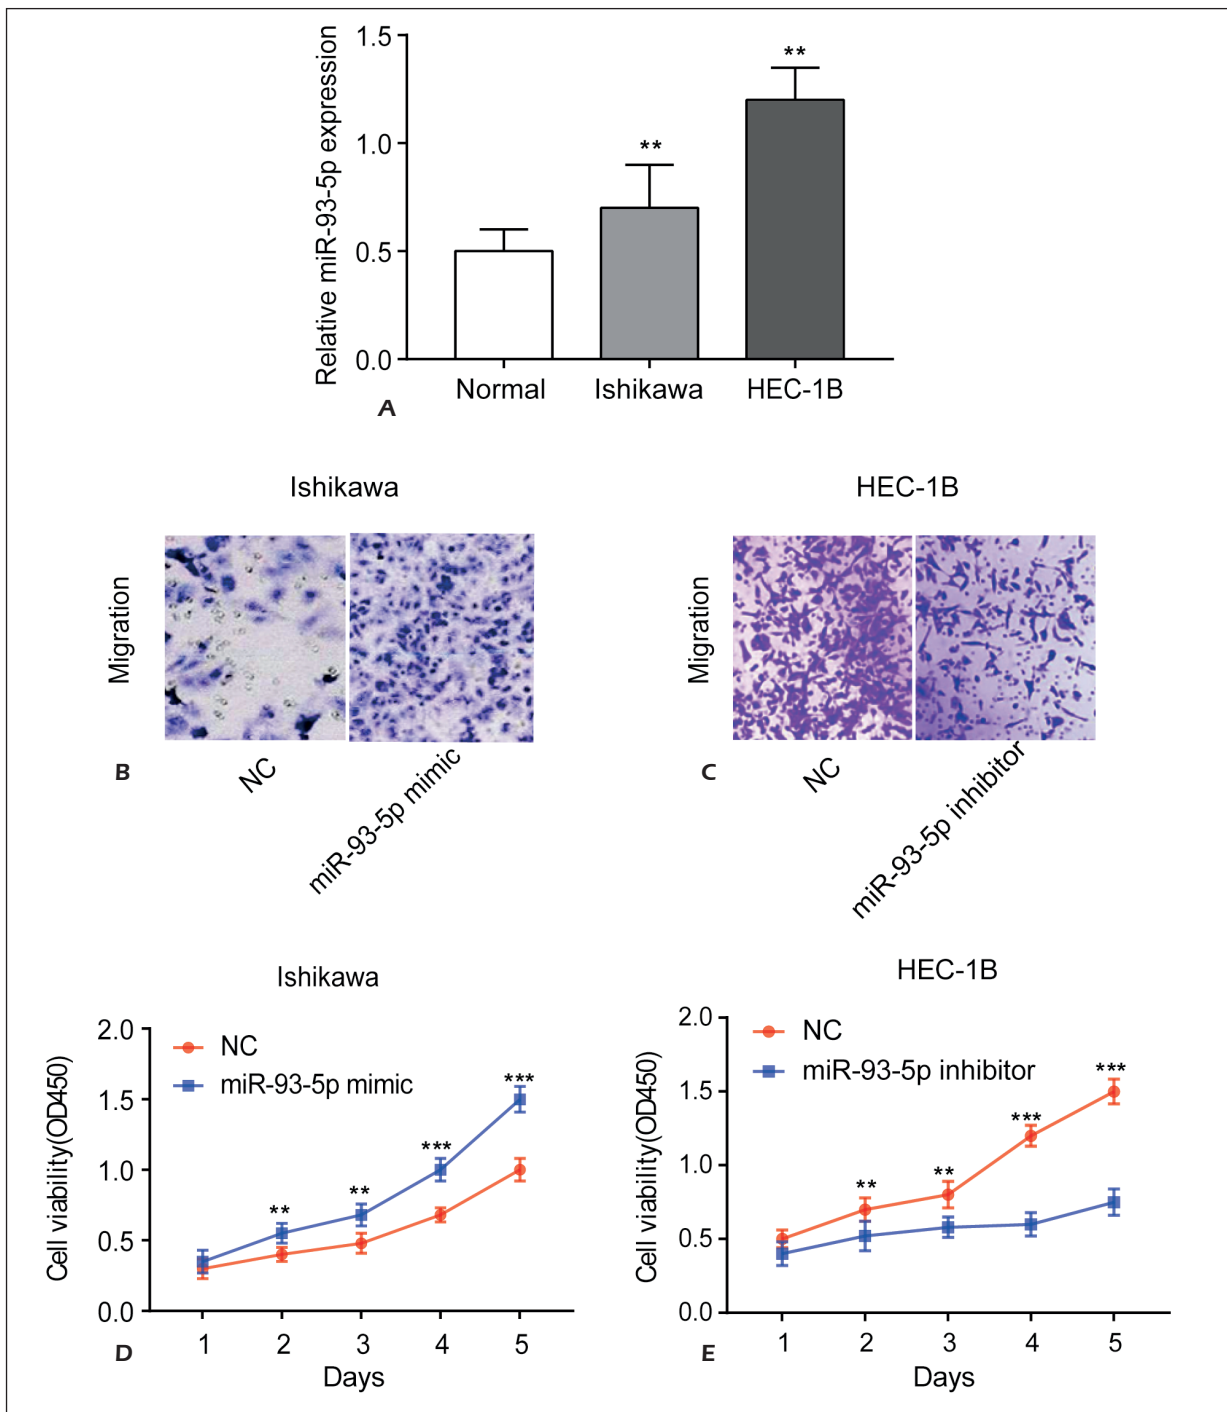 1.5
1.0
0.5
0.0
Relative miR-93-5p expression
**
**
Normal Ishikawa HEC-1B
A
Ishikawa
Migration
NC
miR-93-5p mimic
B
HEC-1B
Migration
NC
miR-93-5p inhibitor
C
Ishikawa
2.0
1.5
1.0
0.5
0.0
Cell viability(OD450)
NC
miR-93-5p mimic
**
**
***
***
1 2 3 4 5
Days
D
HEC-1B
2.0
1.5
1.0
0.5
0.0
Cell viability(OD450)
NC
miR-93-5p inhibitor
**
**
***
***
1 2 3 4 5
Days
E